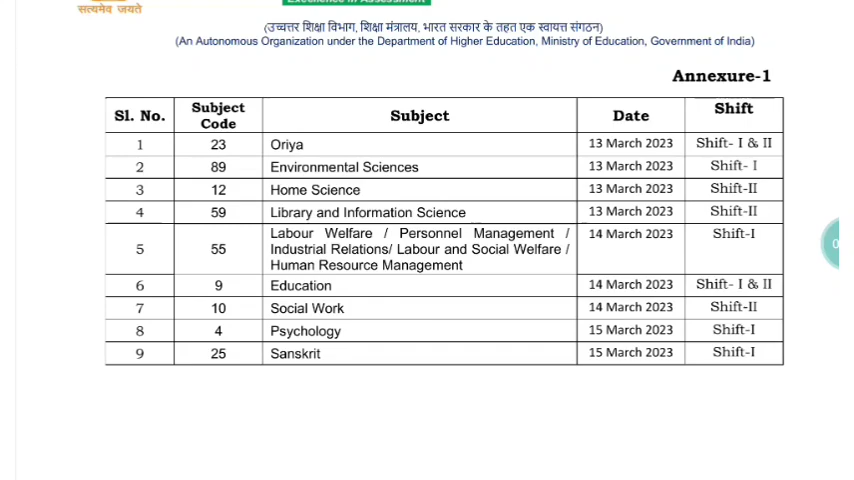 सत्यमेव जयते
Excellence in Assessment
(उच्चत्तर शिक्षा विभाग, शिक्षा मंत्रालय, भारत सरकार के तहत एक स्वायत्त संगठन)
(An Autonomous Organization under the Department of Higher Education, Ministry of Education, Government of India)
Annexure-1
Sl. No. Subject Code Subject Date Shift
1 23 Oriya 13 March 2023 Shift- I & II
2 89 Environmental Sciences 13 March 2023 Shift- I
3 12 Home Science 13 March 2023 Shift-II
4 59 Library and Information Science 13 March 2023 Shift-II
5 55 Labour Welfare / Personnel Management / Industrial Relations/ Labour and Social Welfare / Human Resource Management 14 March 2023 Shift-I
6 9 Education 14 March 2023 Shift- I & II
7 10 Social Work 14 March 2023 Shift-II
8 4 Psychology 15 March 2023 Shift-I
9 25 Sanskrit 15 March 2023 Shift-I